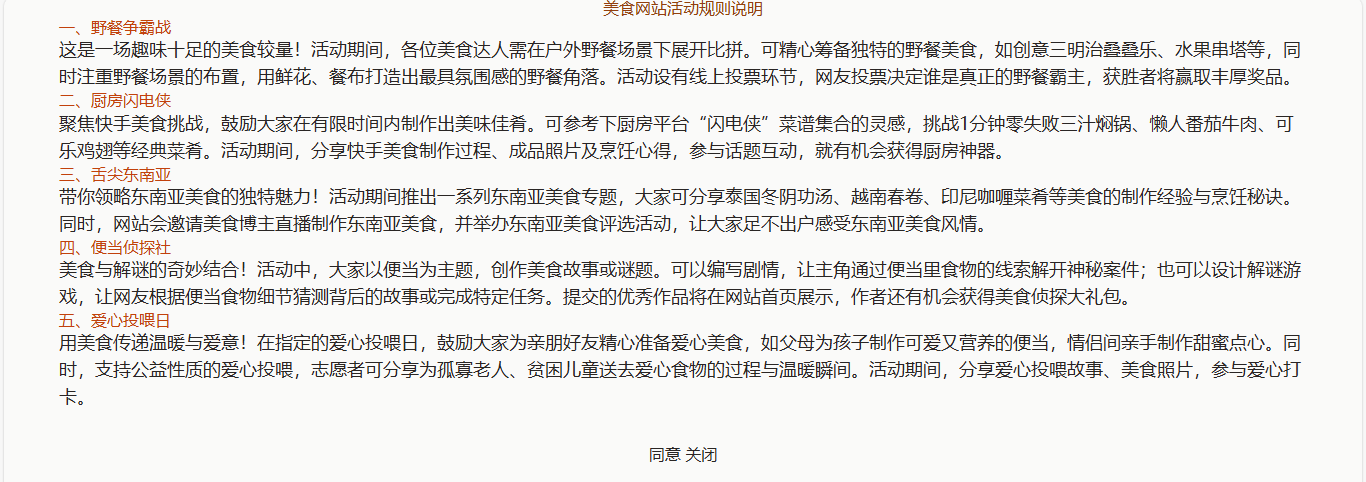 美食网站活动规则说明
一、野餐争霸战
这是一场趣味十足的美食较量！活动期间，各位美食达人需在户外野餐场景下展开比拼。可精心筹备独特的野餐美食，如创意三明治叠叠乐、水果串塔等，同
时注重野餐场景的布置，用鲜花、餐布打造出最具氛围感的野餐角落。活动设有线上投票环节，网友投票决定谁是真正的野餐霸主，获胜者将赢取丰厚奖品。
二、厨房闪电侠
聚焦快手美食挑战，鼓励大家在有限时间内制作出美味佳肴。可参考下厨房平台“闪电侠”菜谱集合的灵感，挑战1分钟零失败三汁焖锅、懒人番茄牛肉、可
乐鸡翅等经典菜肴。活动期间，分享快手美食制作过程、成品照片及烹饪心得，参与话题互动，就有机会获得厨房神器。
三、舌尖东南亚
带你领略东南亚美食的独特魅力！活动期间推出一系列东南亚美食专题，大家可分享泰国冬阴功汤、越南春卷、印尼咖喱菜肴等美食的制作经验与烹饪秘诀。
同时，网站会邀请美食博主直播制作东南亚美食，并举办东南亚美食评选活动，让大家足不出户感受东南亚美食风情。
四、便当侦探社
美食与解谜的奇妙结合！活动中，大家以便当为主题，创作美食故事或谜题。可以编写剧情，让主角通过便当里食物的线索解开神秘案件；也可以设计解谜游
戏，让网友根据便当食物细节猜测背后的故事或完成特定任务。提交的优秀作品将在网站首页展示，作者还有机会获得美食侦探大礼包。
五、爱心投喂日
用美食传递温暖与爱意！在指定的爱心投喂日，鼓励大家为亲朋好友精心准备爱心美食，如父母为孩子制作可爱又营养的便当，情侣间亲手制作甜蜜点心。同
时，支持公益性质的爱心投喂，志愿者可分享为孤寡老人、贫困儿童送去爱心食物的过程与温暖瞬间。活动期间，分享爱心投喂故事、美食照片，参与爱心打
卡。
同意 关闭